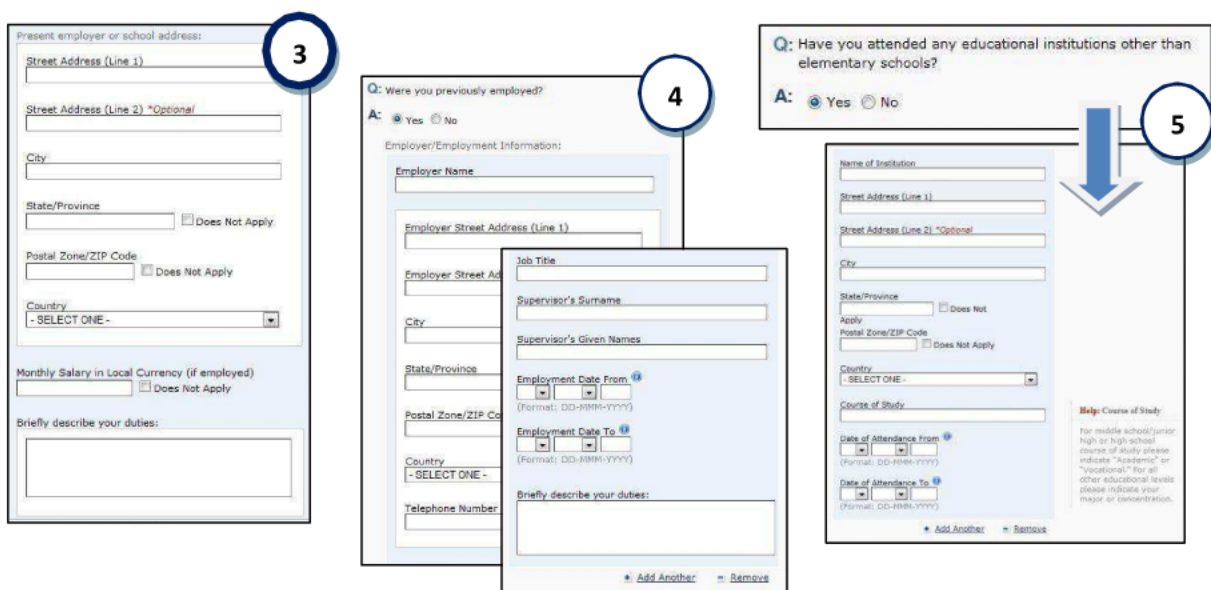 3
Present employer or school address:
Street Address (Line 1)
Street Address (Line 2) *Optional
City
State/Province
Does Not Apply
Postal Zone/ZIP Code
Does Not Apply
Country
- SELECT ONE -
Monthly Salary in Local Currency (if employed)
Does Not Apply
Briefly describe your duties:
4
Q: Were you previously employed?
A: Yes No
Employer/Employment Information:
Employer Name
Employer Street Address (Line 1)
Employer Street Ad
City
State/Province
Postal Zone/ZIP Co
Country
- SELECT ONE -
Telephone Number
Job Title
Supervisor's Surname
Supervisor's Given Names
Employment Date From
(Format: DD-MMM-YYYY)
Employment Date To
(Format: DD-MMM-YYYY)
Briefly describe your duties:
Add Another Remove
Q: Have you attended any educational institutions other than
elementary schools?
A: Yes No
5
Name of Institution
Street Address (Line 1)
Street Address (Line 2) *Optional
City
State/Province
Does Not
Apply
Postal Zone/ZIP Code
Does Not Apply
Country
- SELECT ONE -
Course of Study
Date of Attendance From
(Format: DD-MMM-YYYY)
Date of Attendance To
(Format: DD-MMM-YYYY)
Add Another Remove
Help: Course of Study
For middle school/junior
high or high school
course of study please
indicate "Academic" or
"Vocational." For all
other educational levels
please indicate your
major or concentration.